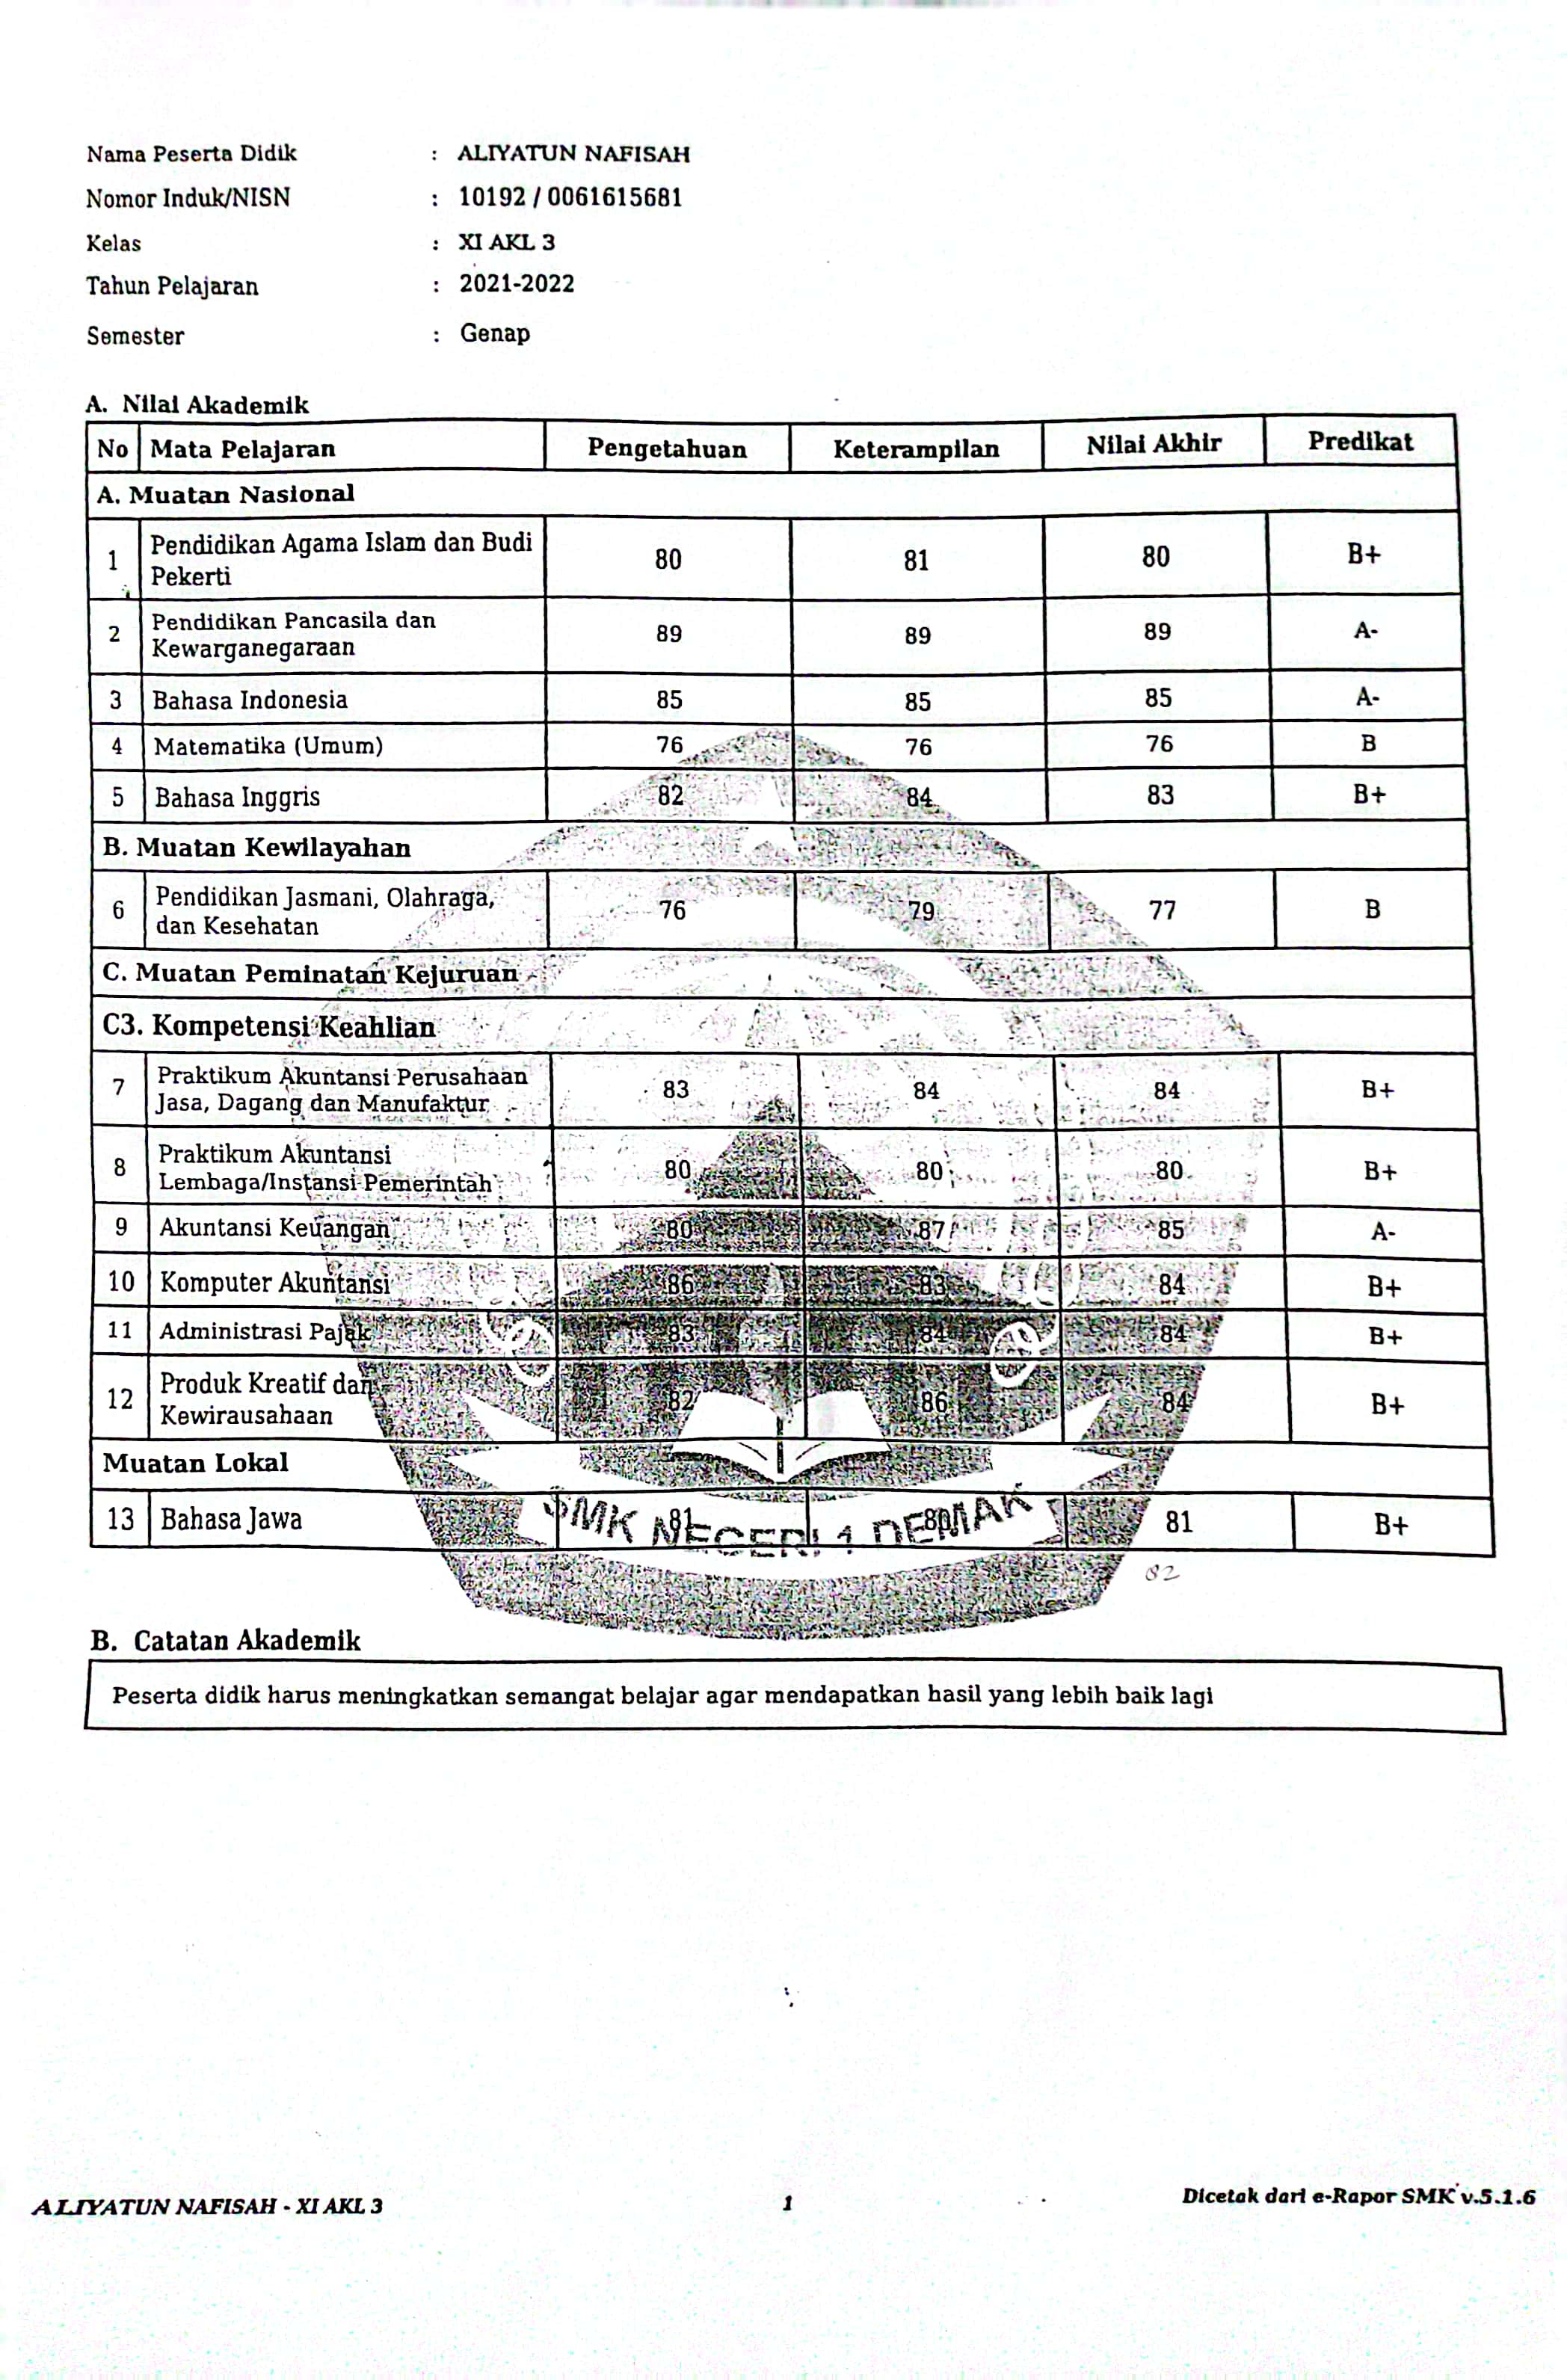 Nama Peserta Didik : ALIYATUN NAFISAH
Nomor Induk/NISN : 10192 / 0061615681
Kelas : XI AKL 3
Tahun Pelajaran : 2021-2022
Semester : Genap
A. Nilai Akademik
No Mata Pelajaran Pengetahuan Keterampilan Nilai Akhir Predikat
A. Muatan Nasional
1 Pendidikan Agama Islam dan Budi Pekerti 80 81 80 B+
2 Pendidikan Pancasila dan Kewarganegaraan 89 89 89 A-
3 Bahasa Indonesia 85 85 85 A-
4 Matematika (Umum) 76 76 76 B
5 Bahasa Inggris 82 84 83 B+
B. Muatan Kewilayahan
6 Pendidikan Jasmani, Olahraga, dan Kesehatan 76 79 77 B
C. Muatan Peminatan Kejuruan
C3. Kompetensi Keahlian
7 Praktikum Akuntansi Perusahaan Jasa, Dagang dan Manufaktur 83 84 84 B+
8 Praktikum Akuntansi Lembaga/Instansi Pemerintah 80 80 80 B+
9 Akuntansi Keuangan 80 87 85 A-
10 Komputer Akuntansi 86 83 84 B+
11 Administrasi Pajak 83 84 84 B+
12 Produk Kreatif dan Kewirausahaan 82 86 84 B+
Muatan Lokal
13 Bahasa Jawa 81 80 81 B+
SMK NEGERI 1 DEMAK
82
B. Catatan Akademik
Peserta didik harus meningkatkan semangat belajar agar mendapatkan hasil yang lebih baik lagi
ALIYATUN NAFISAH - XI AKL 3 1 Dicetak dari e-Rapor SMK v.5.1.6